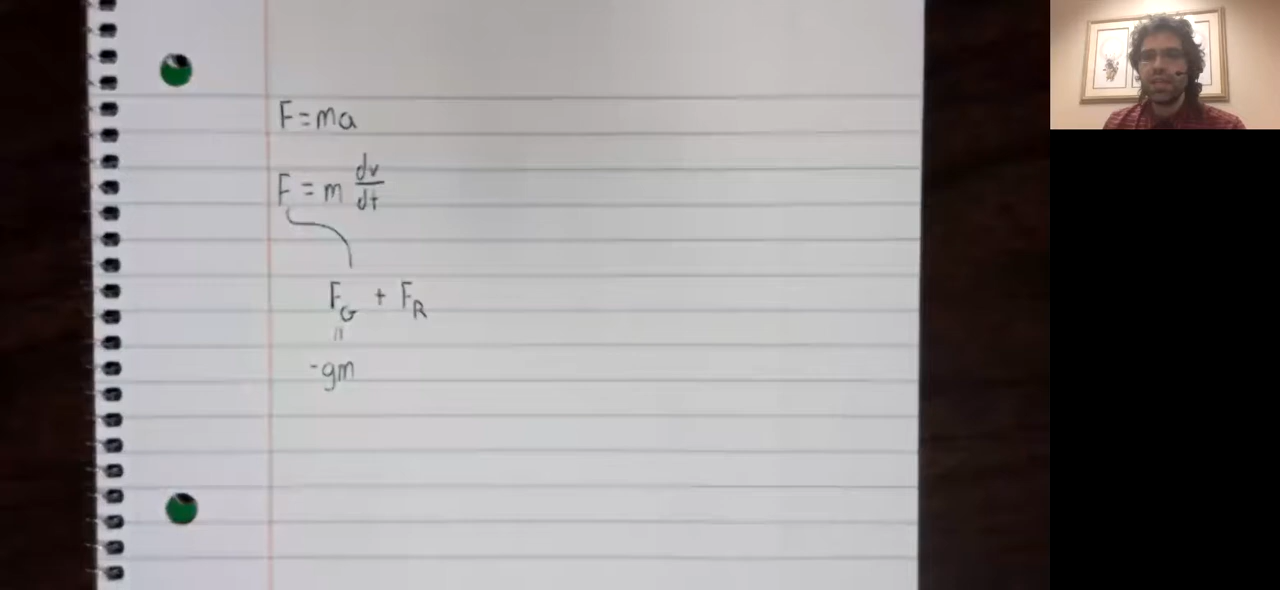 F = ma
F = m dv/dt
F_G + F_R
=
-gm